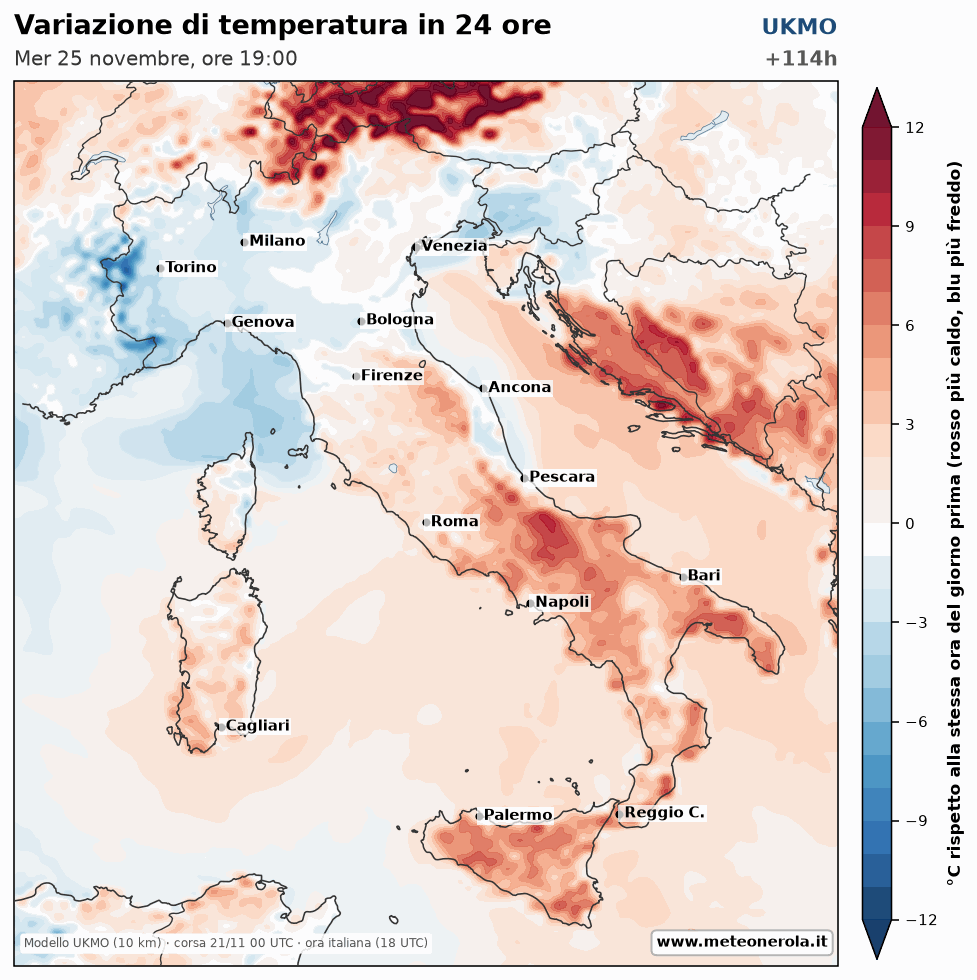 Variazione di temperatura in 24 ore
UKMO
Mer 25 novembre, ore 19:00
+114h
Milano
Venezia
Torino
Genova
Bologna
Firenze
Ancona
Pescara
Roma
Bari
Napoli
Cagliari
Palermo
Reggio C.
12
9
6
3
0
−3
−6
−9
−12
°C rispetto alla stessa ora del giorno prima (rosso più caldo, blu più freddo)
Modello UKMO (10 km) · corsa 21/11 00 UTC · ora italiana (18 UTC)
www.meteonerola.it